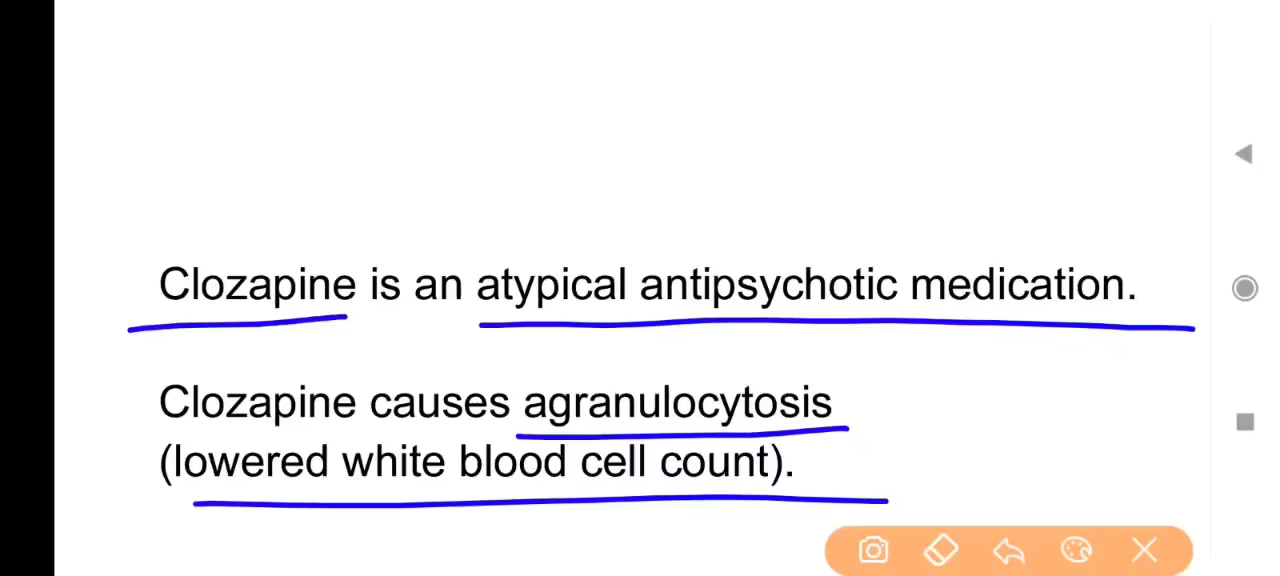 Clozapine is an atypical antipsychotic medication.
Clozapine causes agranulocytosis
(lowered white blood cell count).